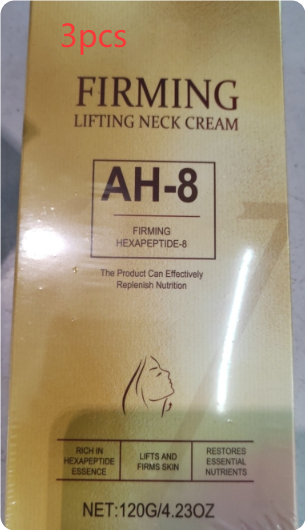 3pcs
FIRMING
LIFTING NECK CREAM
AH-8
FIRMING
HEXAPEPTIDE-8
The Product Can Effectively
Replenish Nutrition
RICH IN
HEXAPEPTIDE
ESSENCE
LIFTS AND
FIRMS SKIN
RESTORES
ESSENTIAL
NUTRIENTS
NET:120G/4.23OZ